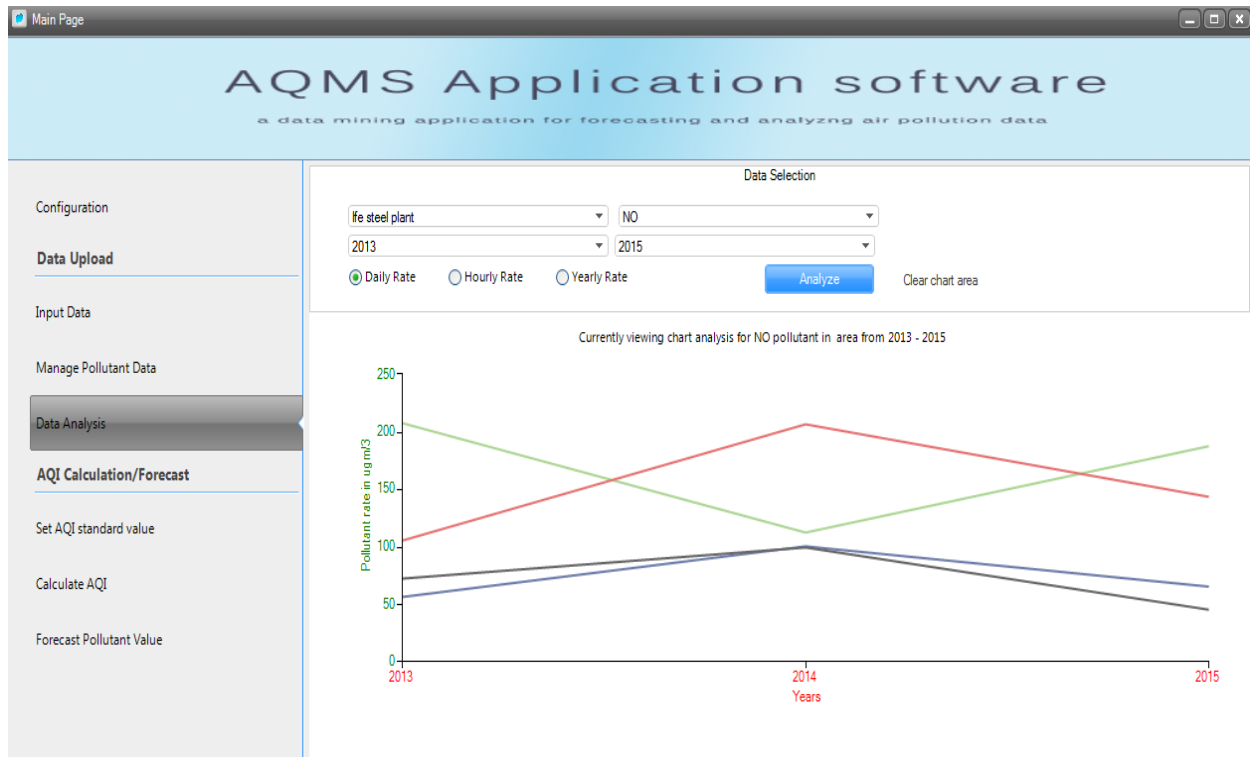 Main Page
AQMS Application software
a data mining application for forecasting and analyzng air pollution data
Data Selection
Configuration
Ife steel plant
NO
Data Upload
2013
2015
Daily Rate
Hourly Rate
Yearly Rate
Analyze
Clear chart area
Input Data
Manage Pollutant Data
Data Analysis
AQI Calculation/Forecast
Set AQI standard value
Calculate AQI
Forecast Pollutant Value
Currently viewing chart analysis for NO pollutant in area from 2013 - 2015
Pollutant rate in ug m/3
250
200
150
100
50
0
2013
2014
2015
Years